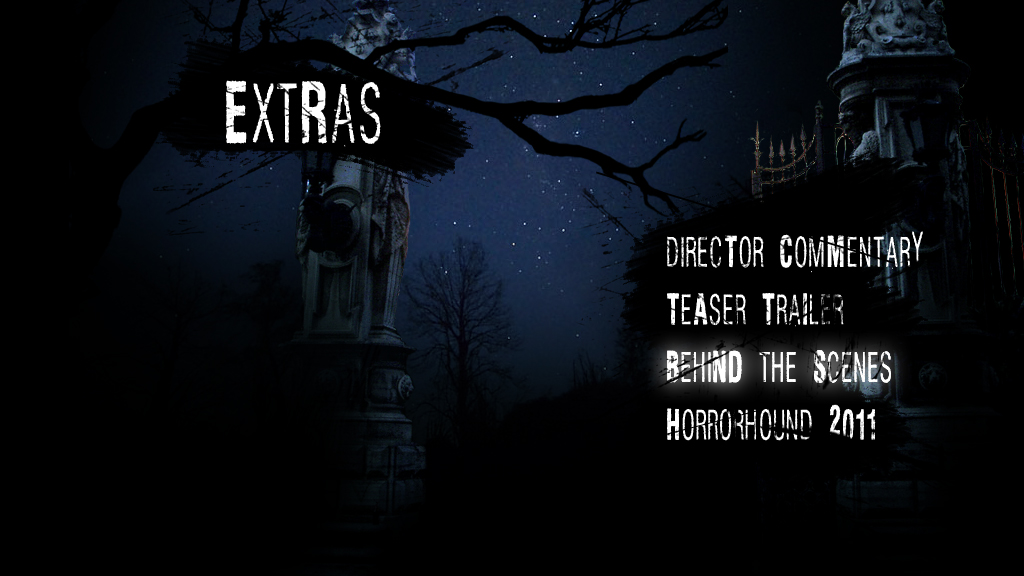 Extras
Director Commentary
Teaser Trailer
Behind the Scenes
Horrorhound 2011